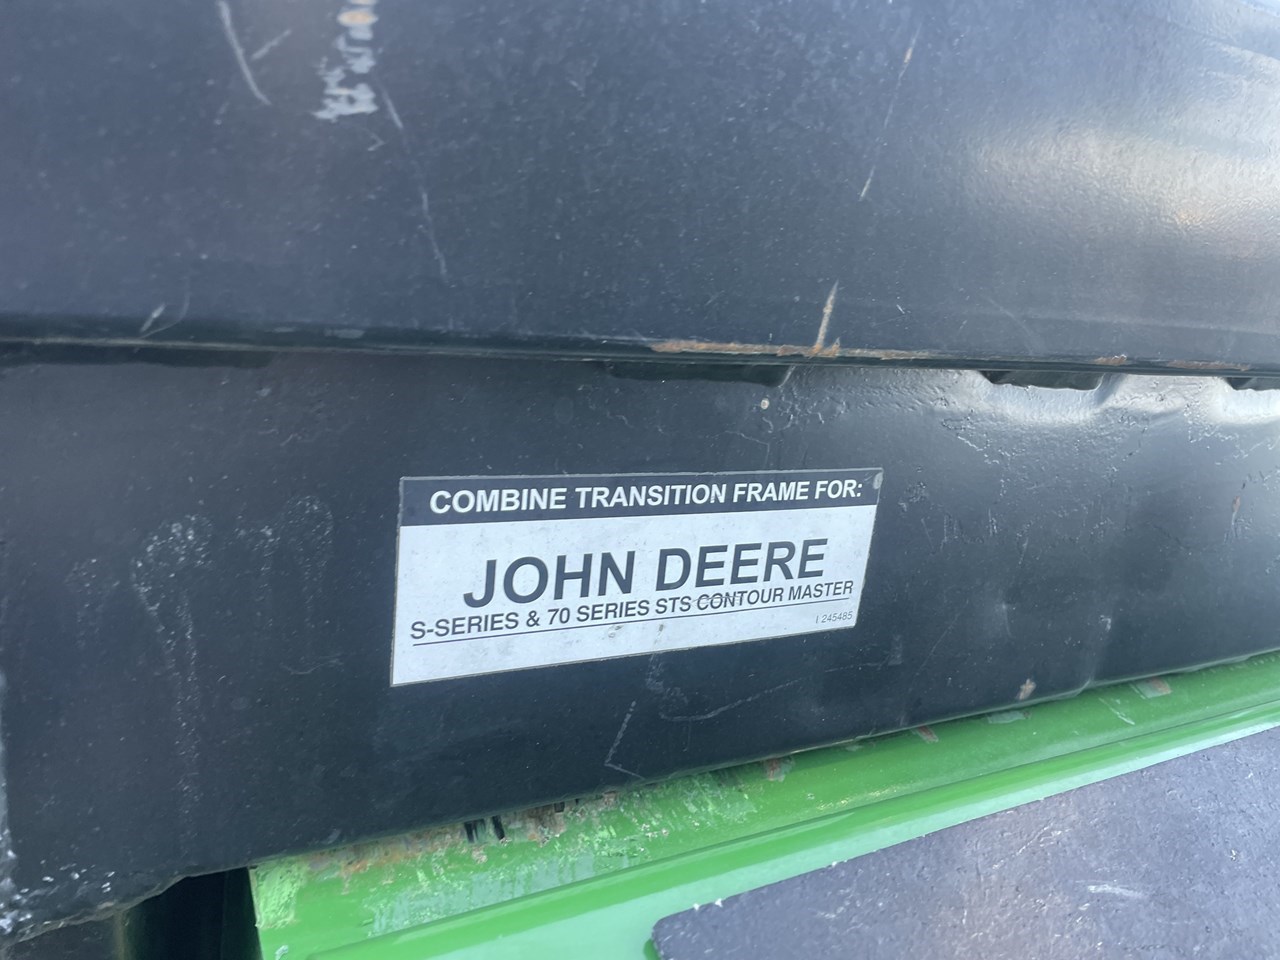 COMBINE TRANSITION FRAME FOR:
JOHN DEERE
S-SERIES & 70 SERIES STS CONTOUR MASTER
245485